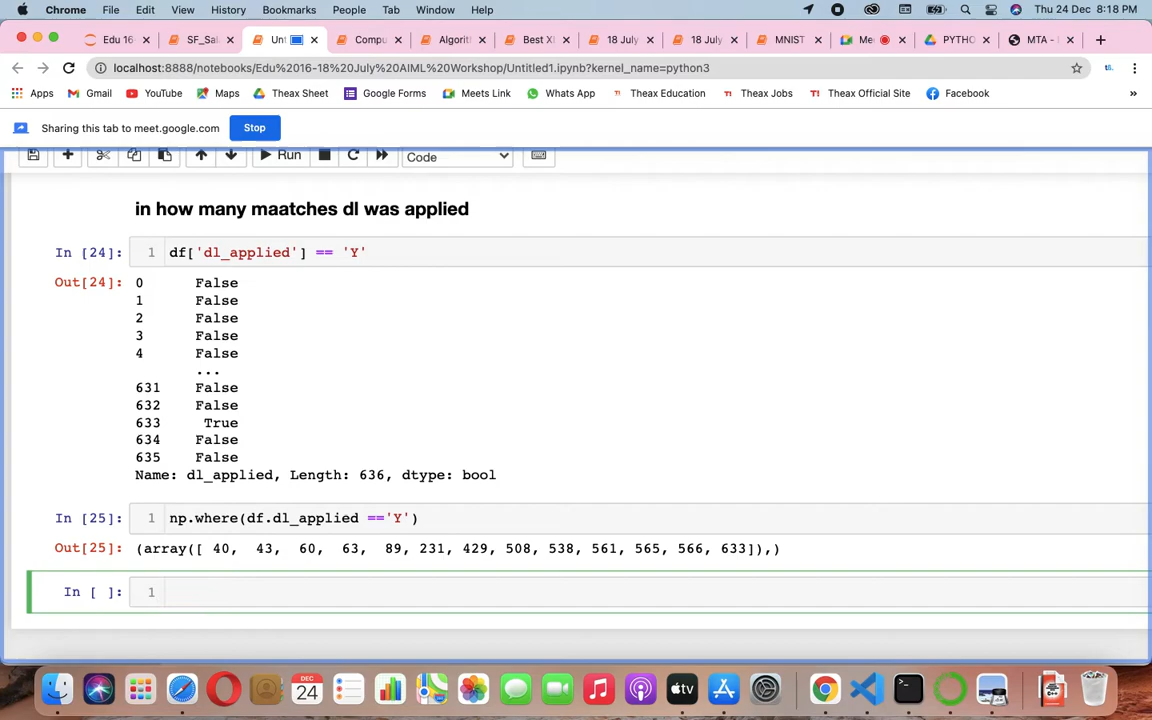 Chrome File Edit View History Bookmarks People Tab Window Help Thu 24 Dec 8:18 PM
Edu 16- SF_Sal Unt Compu Algorit Best XI 18 July 18 July MNIST Me PYTHO MTA -
localhost:8888/notebooks/Edu%2016-18%20July%20AIML%20Workshop/Untitled1.ipynb?kernel_name=python3
Apps Gmail YouTube Maps Theax Sheet Google Forms Meets Link Whats App Theax Education Theax Jobs Theax Official Site Facebook »
Sharing this tab to meet.google.com Stop
Run Code
in how many maatches dl was applied
In [24]: 1 df['dl_applied'] == 'Y'
Out[24]: 0 False
1 False
2 False
3 False
4 False
...
631 False
632 False
633 True
634 False
635 False
Name: dl_applied, Length: 636, dtype: bool
In [25]: 1 np.where(df.dl_applied =='Y')
Out[25]: (array([ 40, 43, 60, 63, 89, 231, 429, 508, 538, 561, 565, 566, 633]),)
In [ ]: 1
DEC
24
tv